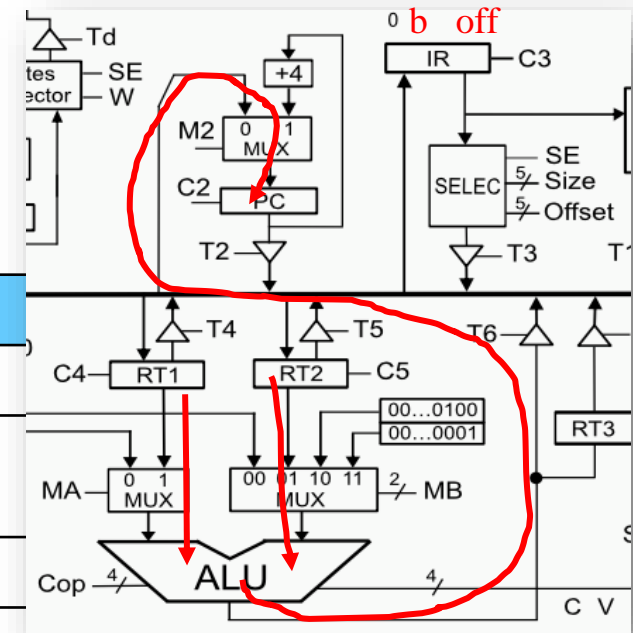 0 b off
Td
IR
C3
+4
tes
ector
SE
W
M2
0 1
MUX
C2
PC
SELEC
SE
5 Size
5 Offset
T2
T3
T1
T4
T5
T6
C4
RT1
RT2
C5
00...0100
00...0001
RT3
0 1
MUX
MA
00 01 10 11
MUX
2 MB
Cop 4
ALU
4
C V